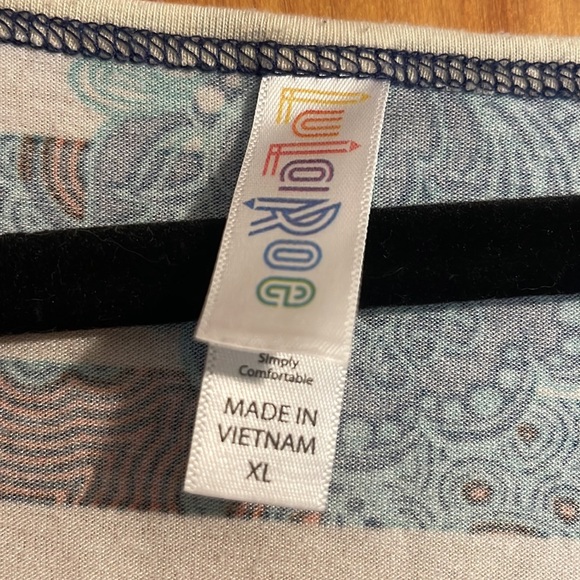 LuLaRoe
Simply
Comfortable
MADE IN
VIETNAM
XL